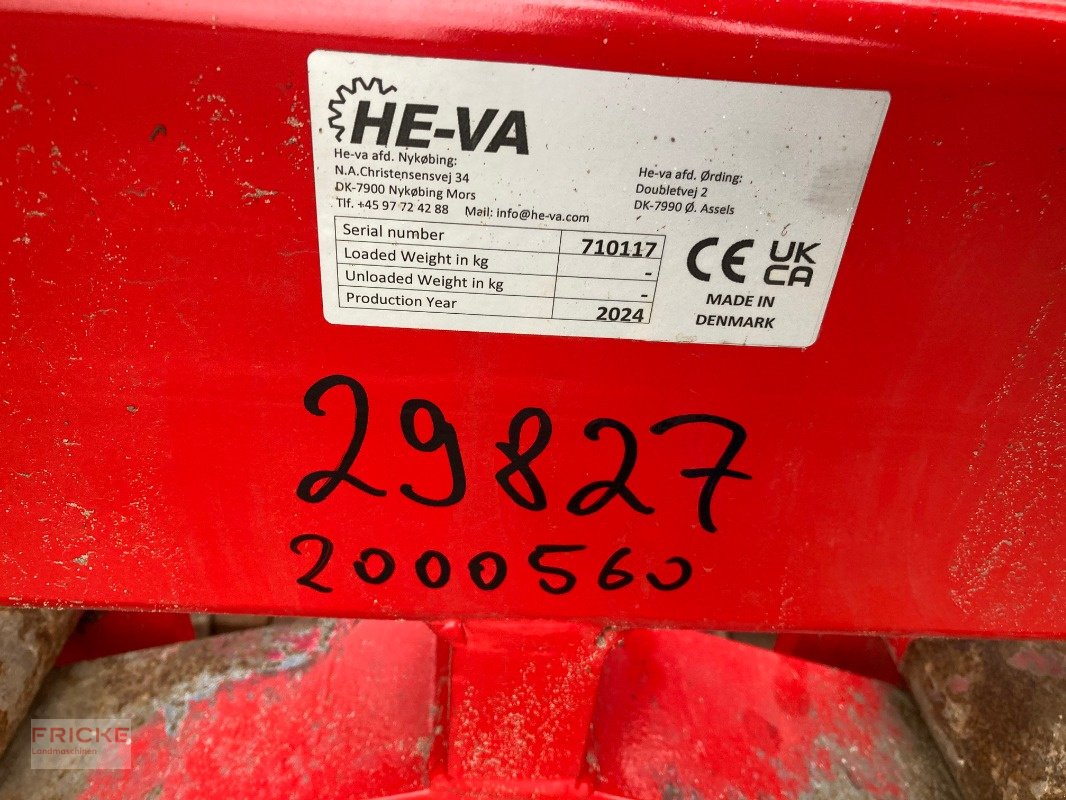 HE-VA
He-va afd. Nykøbing:
N.A.Christensensvej 34
DK-7900 Nykøbing Mors
Tlf. +45 97 72 42 88 Mail: info@he-va.com
He-va afd. Ørding:
Doubletvej 2
DK-7990 Ø. Assels
Serial number 710117
Loaded Weight in kg -
Unloaded Weight in kg -
Production Year 2024
CE UK
CA
MADE IN
DENMARK
29827
2000560
FRICKE
Landmaschinen